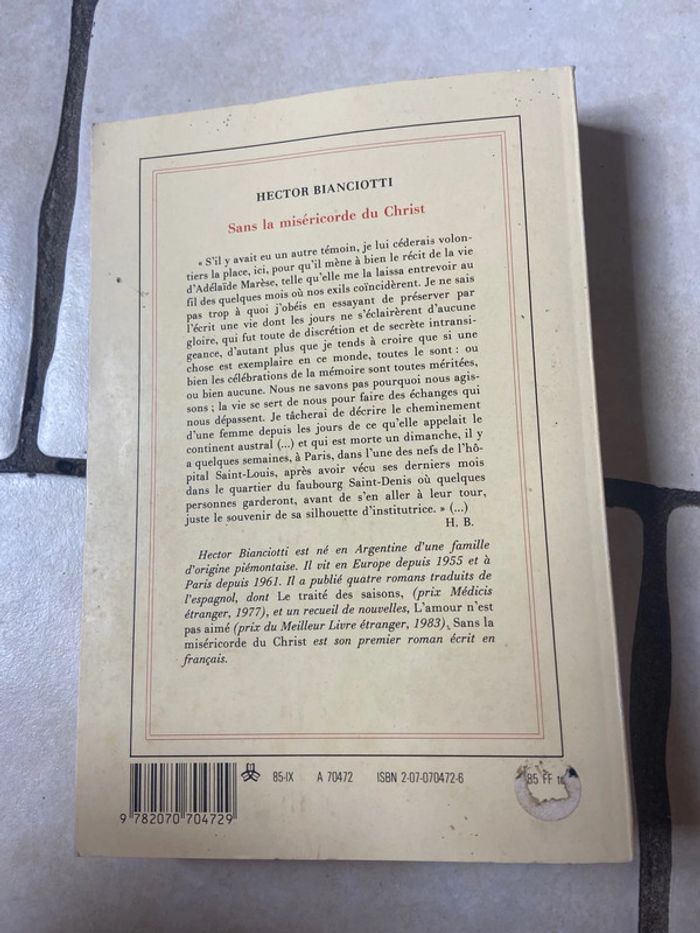 HECTOR BIANCIOTTI
Sans la miséricorde du Christ
« S'il y avait eu un autre témoin, je lui céderais volon-
tiers la place, ici, pour qu'il mène à bien le récit de la vie
d'Adélaïde Marèse, telle qu'elle me la laissa entrevoir au
fil des quelques mois où nos exils coïncidèrent. Je ne sais
pas trop à quoi j'obéis en essayant de préserver par
l'écrit une vie dont les jours ne s'éclairèrent d'aucune
gloire, qui fut toute de discrétion et de secrète intransi-
geance, d'autant plus que je tends à croire que si une
chose est exemplaire en ce monde, toutes le sont : ou
bien les célébrations de la mémoire sont toutes méritées,
ou bien aucune. Nous ne savons pas pourquoi nous agis-
sons ; la vie se sert de nous pour faire des échanges qui
nous dépassent. Je tâcherai de décrire le cheminement
d'une femme depuis les jours de ce qu'elle appelait le
continent austral (...) et qui est morte un dimanche, il y
a quelques semaines, à Paris, dans l'une des nefs de l'hô-
pital Saint-Louis, après avoir vécu ses derniers mois
dans le quartier du faubourg Saint-Denis où quelques
personnes garderont, avant de s'en aller à leur tour,
juste le souvenir de sa silhouette d'institutrice. » (...)
H. B.
Hector Bianciotti est né en Argentine d'une famille
d'origine piémontaise. Il vit en Europe depuis 1955 et à
Paris depuis 1961. Il a publié quatre romans traduits de
l'espagnol, dont Le traité des saisons, (prix Médicis
étranger, 1977), et un recueil de nouvelles, L'amour n'est
pas aimé (prix du Meilleur Livre étranger, 1983). Sans la
miséricorde du Christ est son premier roman écrit en
français.
85-IX A 70472 ISBN 2-07-070472-6
85 FF
9 782070 704729